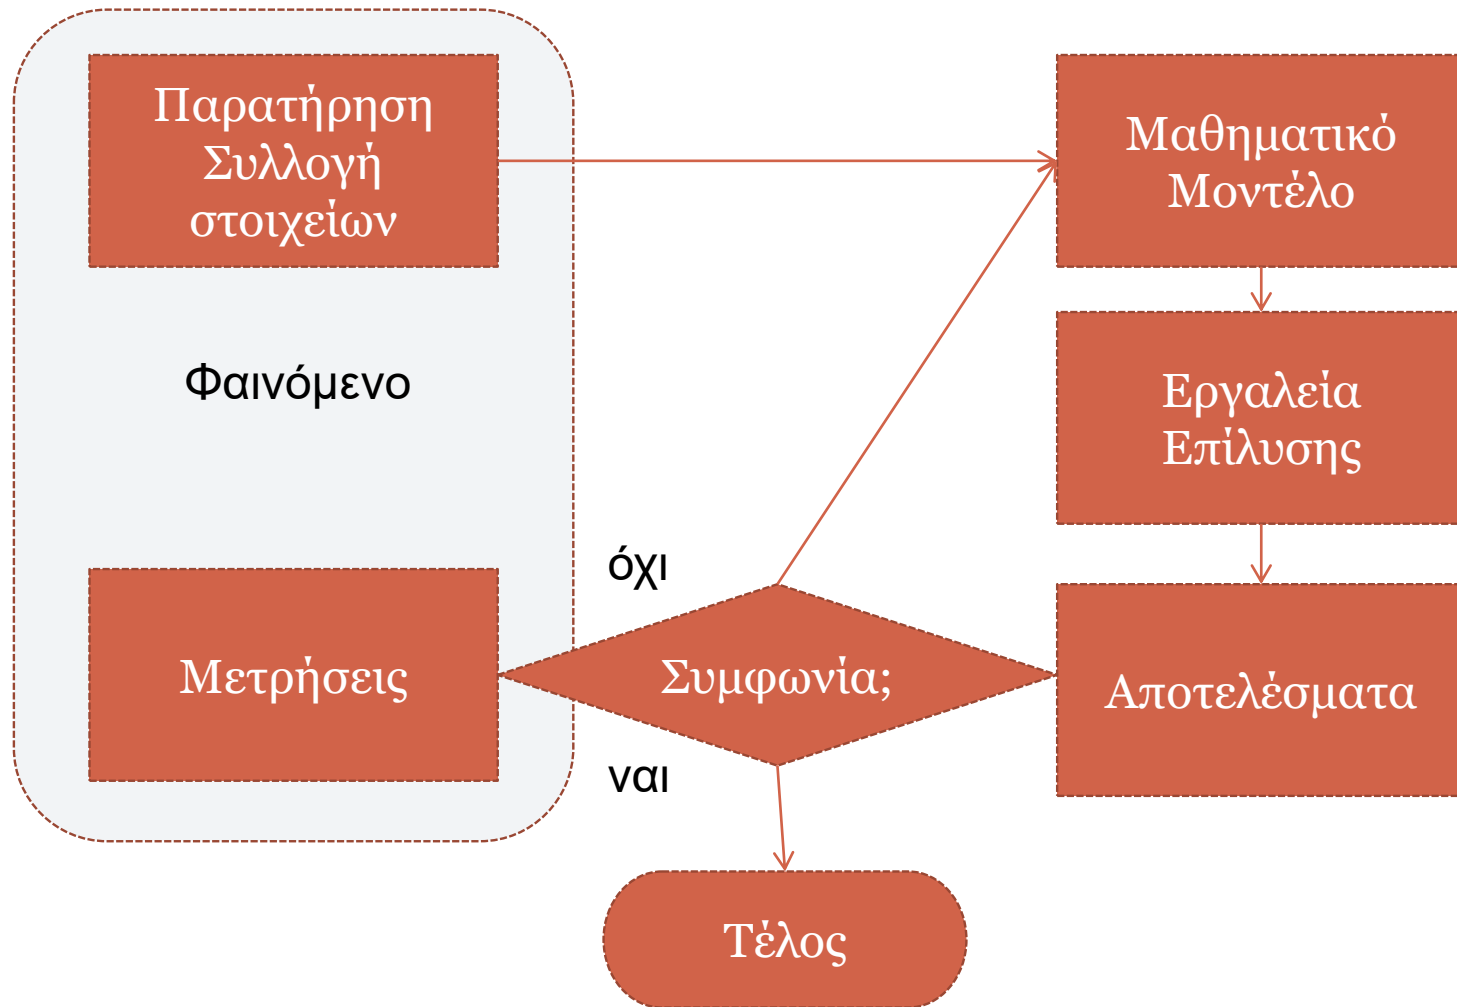 Παρατήρηση
Συλλογή
στοιχείων
Μαθηματικό
Μοντέλο
Φαινόμενο
Εργαλεία
Επίλυσης
όχι
Μετρήσεις
Συμφωνία;
Αποτελέσματα
ναι
Τέλος